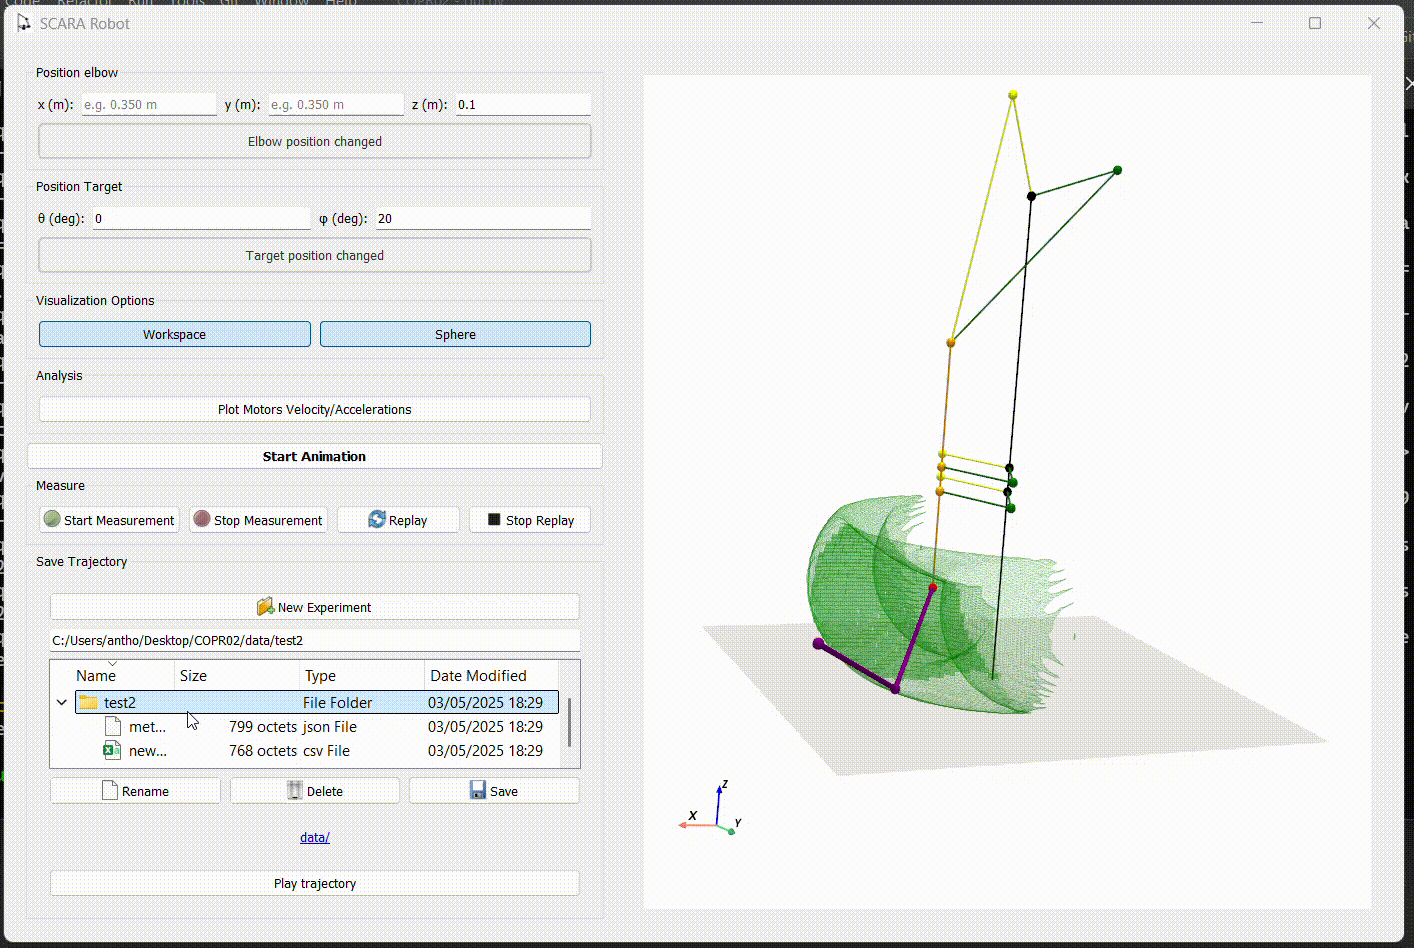 SCARA Robot
Position elbow
x (m): e.g. 0.350 m y (m): e.g. 0.350 m z (m): 0.1
Elbow position changed
Position Target
θ (deg): 0 φ (deg): 20
Target position changed
Visualization Options
Workspace Sphere
Analysis
Plot Motors Velocity/Accelerations
Start Animation
Measure
Start Measurement Stop Measurement Replay Stop Replay
Save Trajectory
New Experiment
C:/Users/antho/Desktop/COPR02/data/test2
Name Size Type Date Modified
test2 File Folder 03/05/2025 18:29
met... 799 octets json File 03/05/2025 18:29
new... 768 octets csv File 03/05/2025 18:29
Rename Delete Save
data/
Play trajectory
Z
X
Y